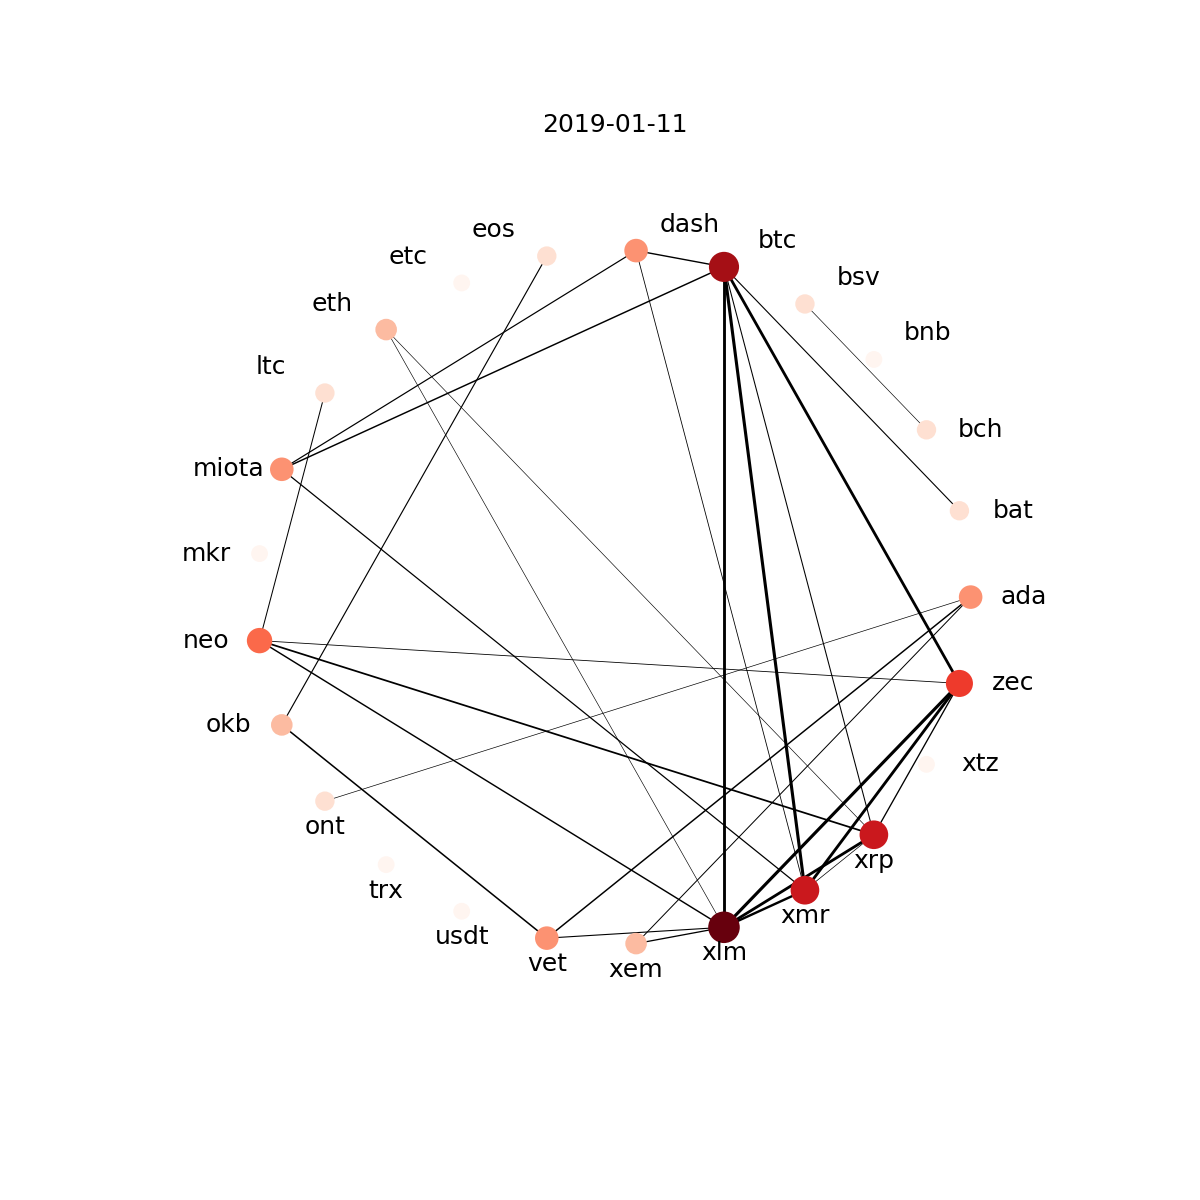 2019-01-11
dash
eos
btc
etc
bsv
eth
bnb
ltc
bch
miota
bat
mkr
ada
neo
zec
okb
xtz
ont
xrp
trx
xmr
usdt
xlm
vet
xem